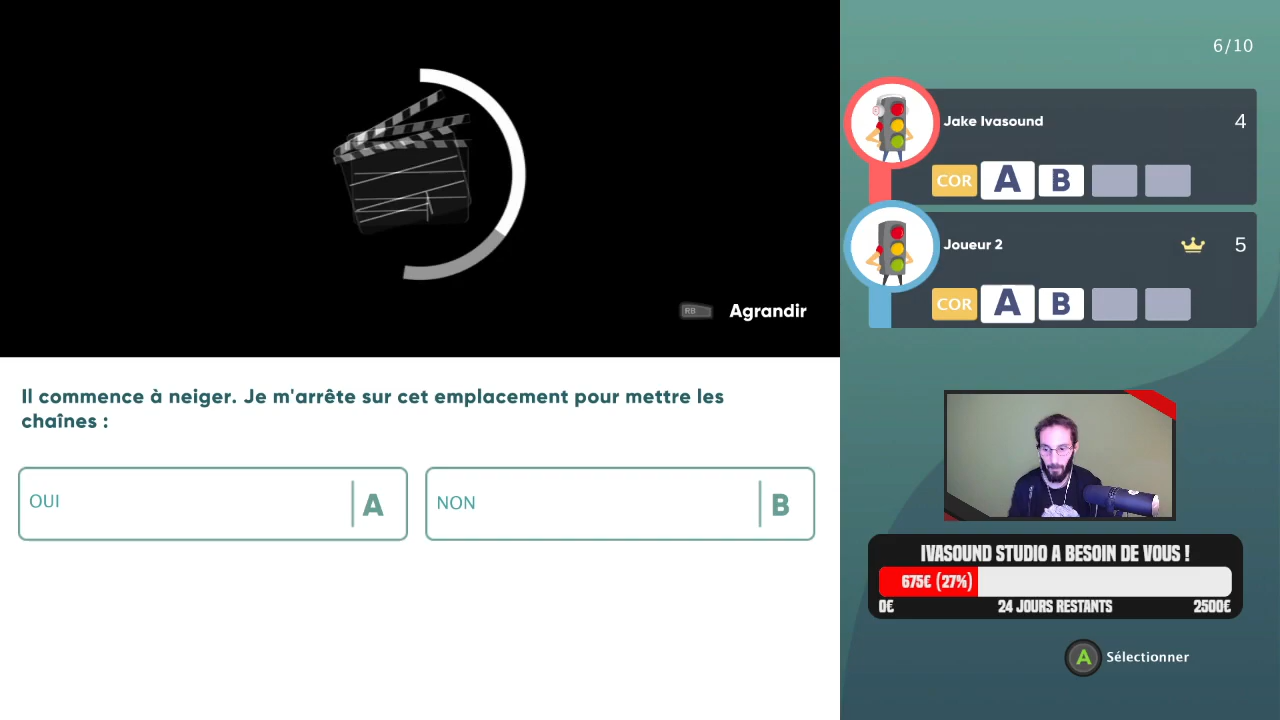 6/10
Jake Ivasound
4
COR
A
B
Joueur 2
5
COR
A
B
RB
Agrandir
Il commence à neiger. Je m'arrête sur cet emplacement pour mettre les
chaînes :
OUI
A
NON
B
IVASOUND STUDIO A BESOIN DE VOUS !
675€ (27%)
0€
24 JOURS RESTANTS
2500€
A
Sélectionner